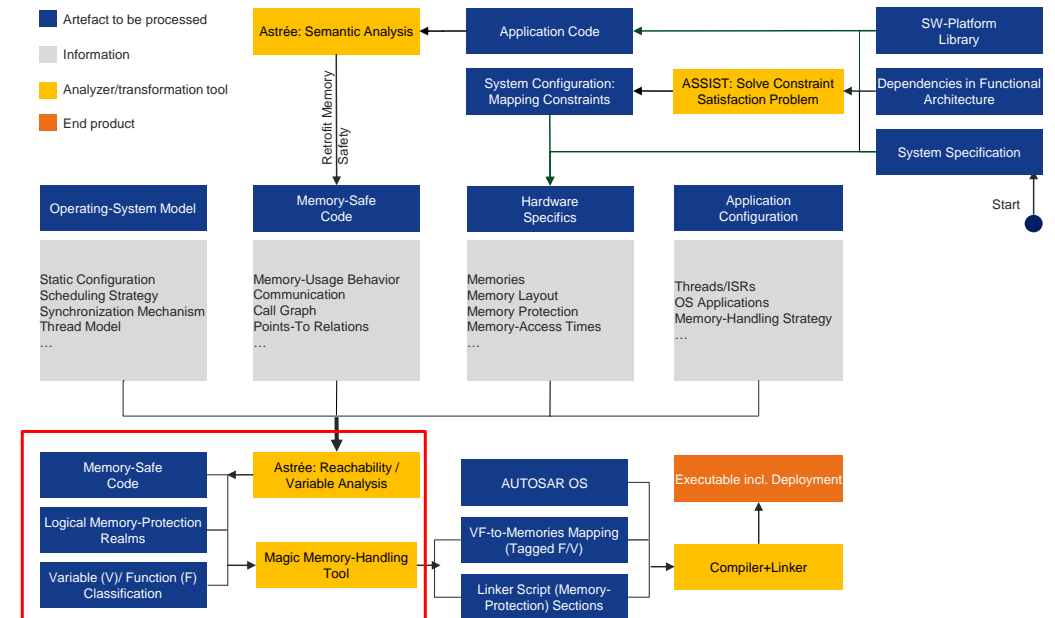 Artefact to be processed
Information
Analyzer/transformation tool
End product
Astrée: Semantic Analysis
Application Code
SW-Platform
Library
System Configuration:
Mapping Constraints
ASSIST: Solve Constraint
Satisfaction Problem
Dependencies in Functional
Architecture
System Specification
Start
Retrofit Memory
Safety
Operating-System Model
Memory-Safe
Code
Hardware
Specifics
Application
Configuration
Static Configuration
Scheduling Strategy
Synchronization Mechanism
Thread Model
…
Memory-Usage Behavior
Communication
Call Graph
Points-To Relations
…
Memories
Memory Layout
Memory Protection
Memory-Access Times
…
Threads/ISRs
OS Applications
Memory-Handling Strategy
…
Memory-Safe
Code
Astrée: Reachability /
Variable Analysis
Logical Memory-Protection
Realms
Variable (V)/ Function (F)
Classification
Magic Memory-Handling
Tool
AUTOSAR OS
VF-to-Memories Mapping
(Tagged F/V)
Linker Script (Memory-
Protection) Sections
Executable incl. Deployment
Compiler+Linker